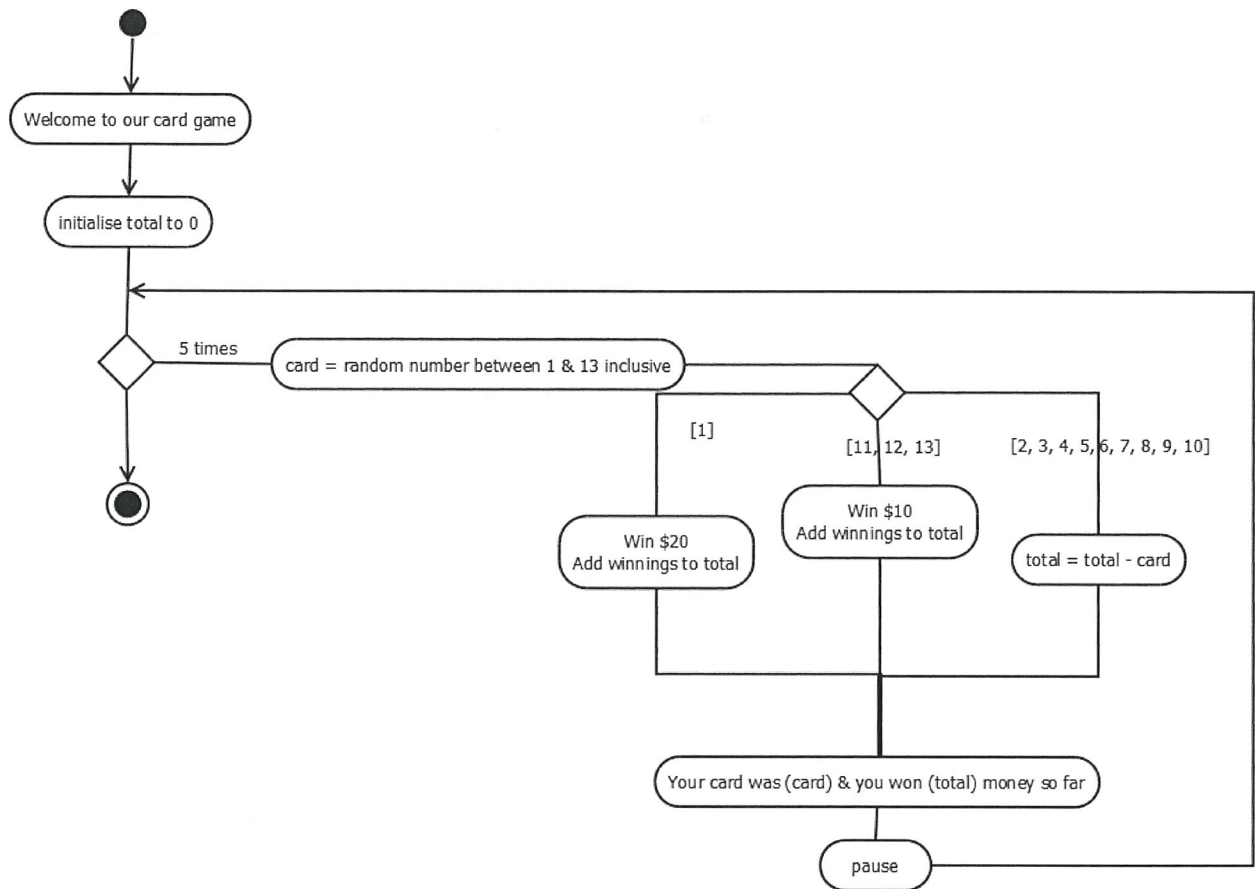 Welcome to our card game
initialise total to 0
5 times
card = random number between 1 & 13 inclusive
[1]
[11, 12, 13]
[2, 3, 4, 5, 6, 7, 8, 9, 10]
Win $20
Add winnings to total
Win $10
Add winnings to total
total = total - card
Your card was (card) & you won (total) money so far
pause